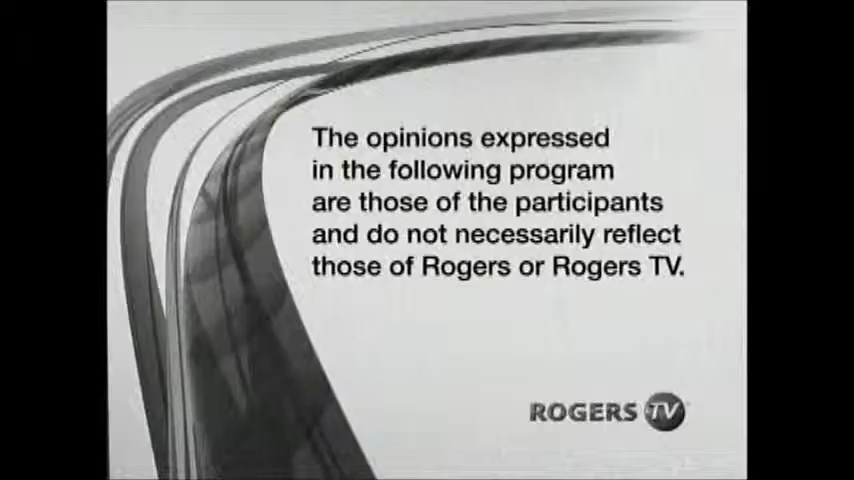 The opinions expressed
in the following program
are those of the participants
and do not necessarily reflect
those of Rogers or Rogers TV.
ROGERS TV